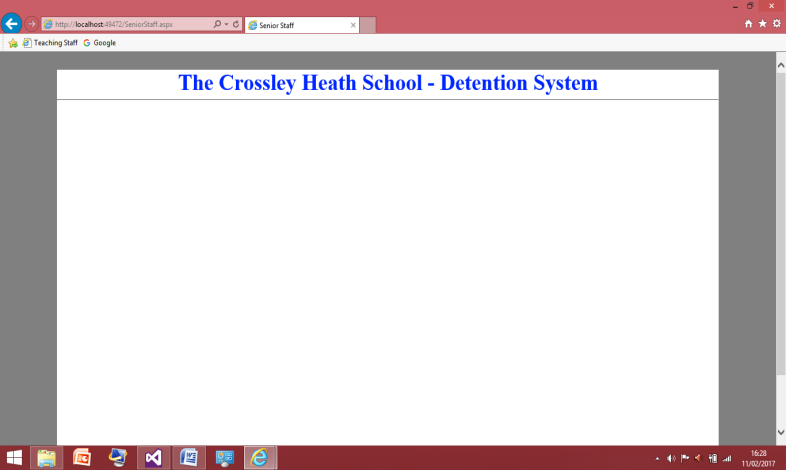 http://localhost:49472/SeniorStaff.aspx
Senior Staff
Teaching Staff
Google
The Crossley Heath School - Detention System
16:28
11/02/2017